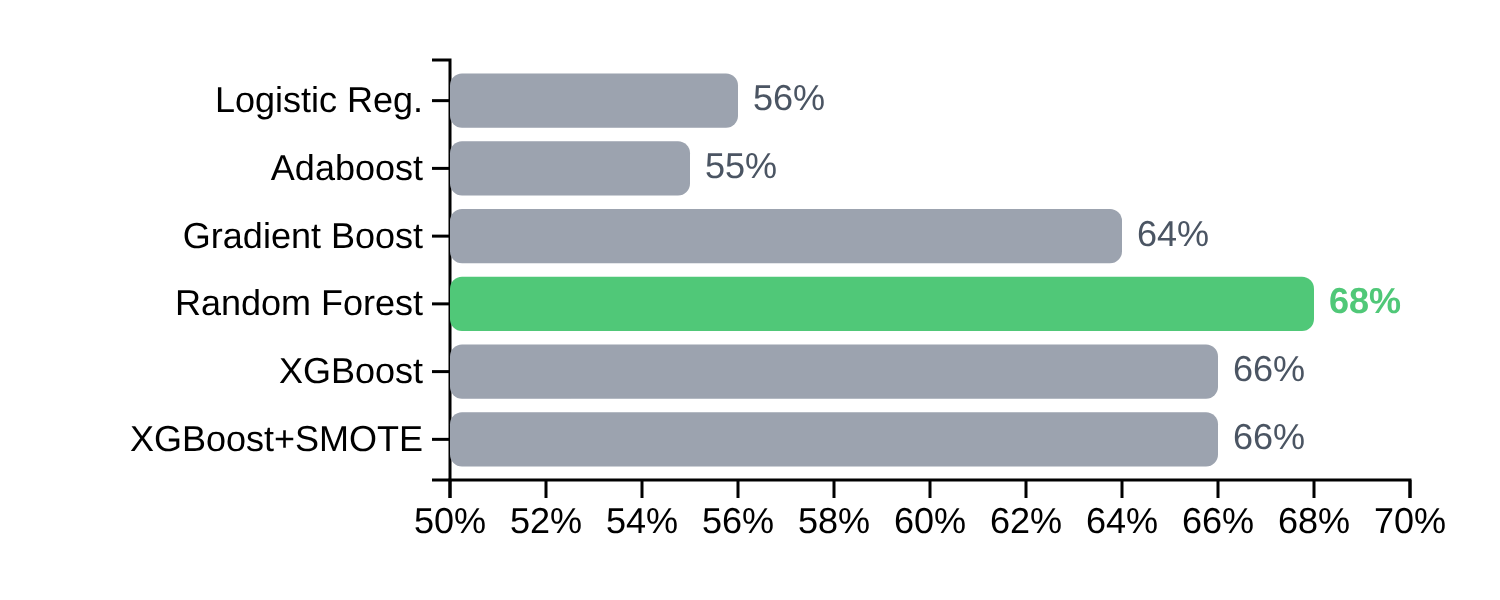 Logistic Reg. 56%
Adaboost 55%
Gradient Boost 64%
Random Forest 68%
XGBoost 66%
XGBoost+SMOTE 66%
50% 52% 54% 56% 58% 60% 62% 64% 66% 68% 70%